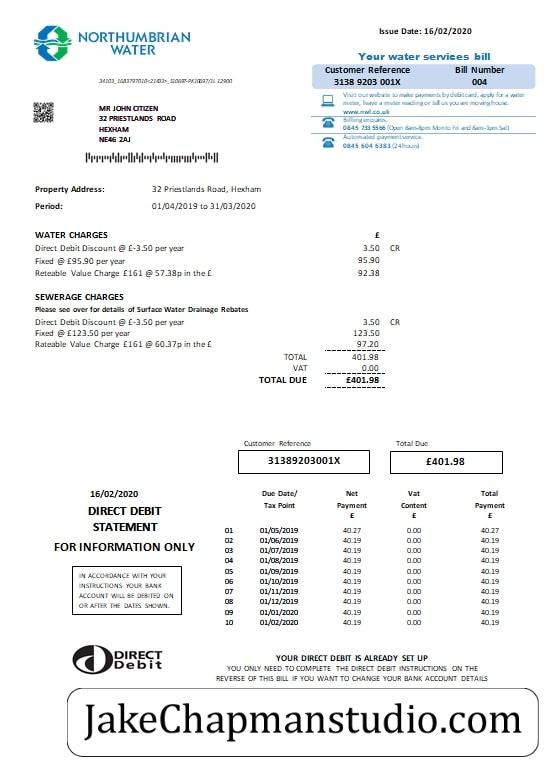 NORTHUMBRIAN
WATER
Issue Date: 16/02/2020
Your water services bill
Customer Reference Bill Number
3138 9203 001X 004
Visit our website to make payments by debit card, apply for a water
meter, leave a meter reading or tell us you are moving house.
www.nwl.co.uk
Billing enquiries.
0845 733 5566 (Open 8am-8pm Mon to Fri and 8am-1pm Sat)
Automated payment service.
0845 604 6383 (24 hours)
MR JOHN CITIZEN
32 PRIESTLANDS ROAD
HEXHAM
NE46 2AJ
Property Address: 32 Priestlands Road, Hexham
Period: 01/04/2019 to 31/03/2020
WATER CHARGES £
Direct Debit Discount @ £-3.50 per year 3.50 CR
Fixed @ £95.90 per year 95.90
Reteable Value Charge £161 @ 57.38p in the £ 92.38
SEWERAGE CHARGES
Please see over for details of Surface Water Drainage Rebates
Direct Debit Discount @ £-3.50 per year 3.50 CR
Fixed @ £123.50 per year 123.50
Rateable Value Charge £161 @ 60.37p in the £ 97.20
TOTAL 401.98
VAT 0.00
TOTAL DUE £401.98
Customer Reference Total Due
31389203001X £401.98
16/02/2020
DIRECT DEBIT
STATEMENT
FOR INFORMATION ONLY
IN ACCORDANCE WITH YOUR
INSTRUCTIONS YOUR BANK
ACCOUNT WILL BE DEBITED ON
OR AFTER THE DATES SHOWN.
Due Date/ Net Vat Total
Tax Point Payment Content Payment
£ £ £
01 01/05/2019 40.27 0.00 40.27
02 01/06/2019 40.19 0.00 40.19
03 01/07/2019 40.19 0.00 40.19
04 01/08/2019 40.19 0.00 40.19
05 01/09/2019 40.19 0.00 40.19
06 01/10/2019 40.19 0.00 40.19
07 01/11/2019 40.19 0.00 40.19
08 01/12/2019 40.19 0.00 40.19
09 01/01/2020 40.19 0.00 40.19
10 01/02/2020 40.19 0.00 40.19
DIRECT
Debit
YOUR DIRECT DEBIT IS ALREADY SET UP
YOU ONLY NEED TO COMPLETE THE DIRECT DEBIT INSTRUCTIONS ON THE
REVERSE OF THIS BILL IF YOU WANT TO CHANGE YOUR BANK ACCOUNT DETAILS
JakeChapmanstudio.com